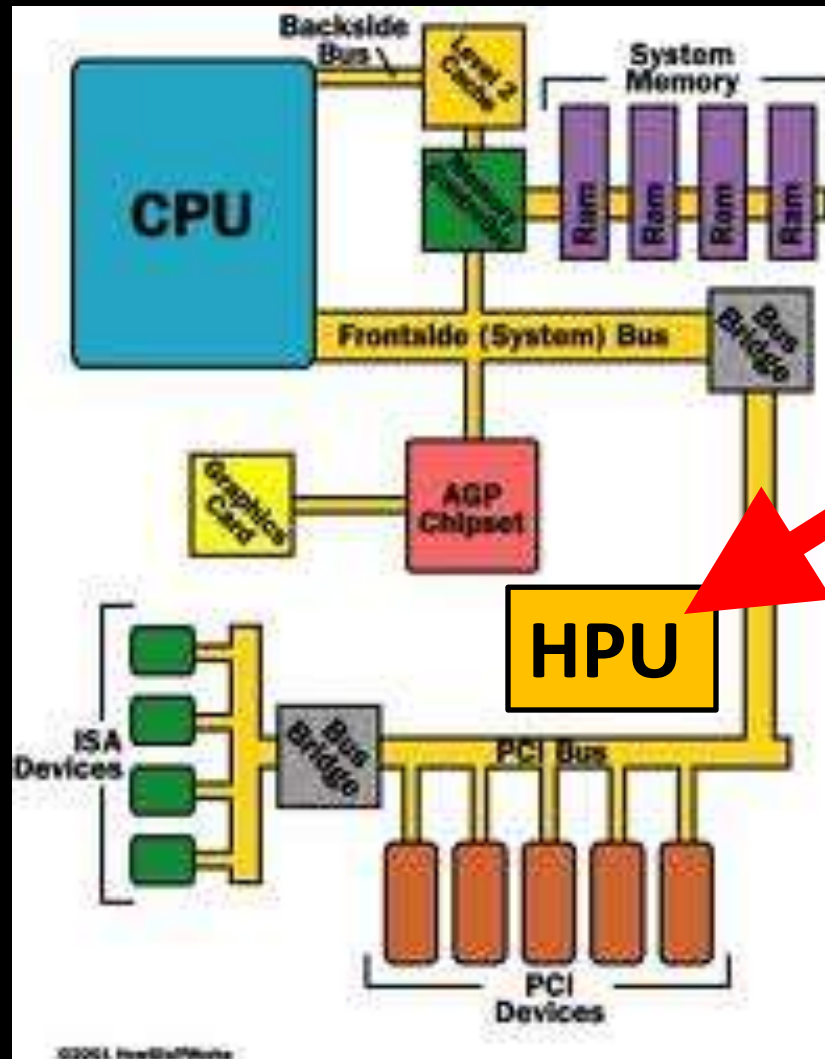 Backside
Bus
Level 2
Cache
System
Memory
CPU
Ram
Ram
Ram
Ram
Frontside (System) Bus
Bus
Bridge
Graphics
Card
AGP
Chipset
HPU
ISA
Devices
Bus
Bridge
PCI Bus
PCI
Devices